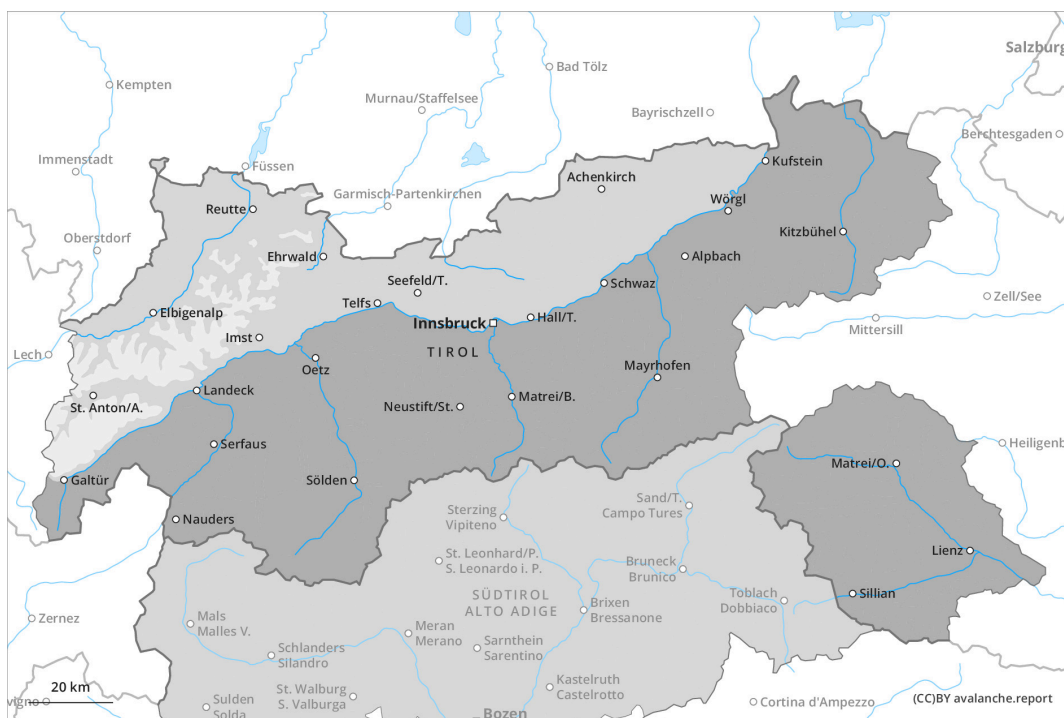 Salzburg
Bad Tölz
Kempten
Murnau/Staffelsee
Bayrischzell
Berchtesgaden
Immenstadt
Füssen
Kufstein
Achenkirch
Garmisch-Partenkirchen
Reutte
Wörgl
Oberstdorf
Kitzbühel
Ehrwald
Alpbach
Seefeld/T.
Schwaz
Zell/See
Telfs
Elbigenalp
Innsbruck
Hall/T.
Mittersill
Imst
TIROL
Lech
Oetz
Mayrhofen
Landeck
St. Anton/A.
Neustift/St.
Matrei/B.
Serfaus
Heiligenb
Galtür
Sölden
Matrei/O.
Sand/T.
Campo Tures
Sterzing
Vipiteno
Nauders
Lienz
St. Leonhard/P.
S. Leonardo i. P.
Bruneck
Brunico
SÜDTIROL
ALTO ADIGE
Toblach
Dobbiaco
Sillian
Brixen
Bressanone
Zernez
Mals
Malles V.
Meran
Merano
Sarnthein
Sarentino
Schlanders
Silandro
20 km
vigno
Sulden
Solda
St. Walburg
S. Valburga
Kastelruth
Castelrotto
Bozen
Cortina d'Ampezzo
(CC)BY avalanche.report